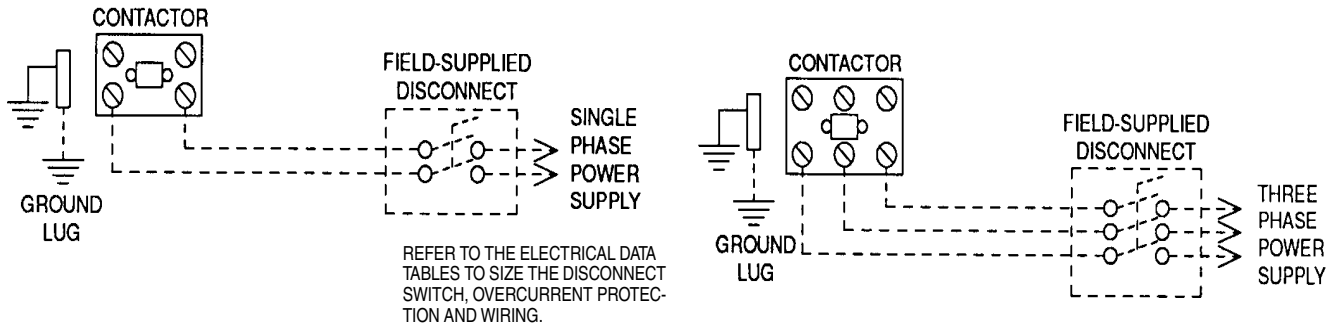 CONTACTOR
FIELD-SUPPLIED
DISCONNECT
SINGLE
PHASE
POWER
SUPPLY
GROUND
LUG
REFER TO THE ELECTRICAL DATA
TABLES TO SIZE THE DISCONNECT
SWITCH, OVERCURRENT PROTEC-
TION AND WIRING.
CONTACTOR
FIELD-SUPPLIED
DISCONNECT
THREE
PHASE
POWER
SUPPLY
GROUND
LUG